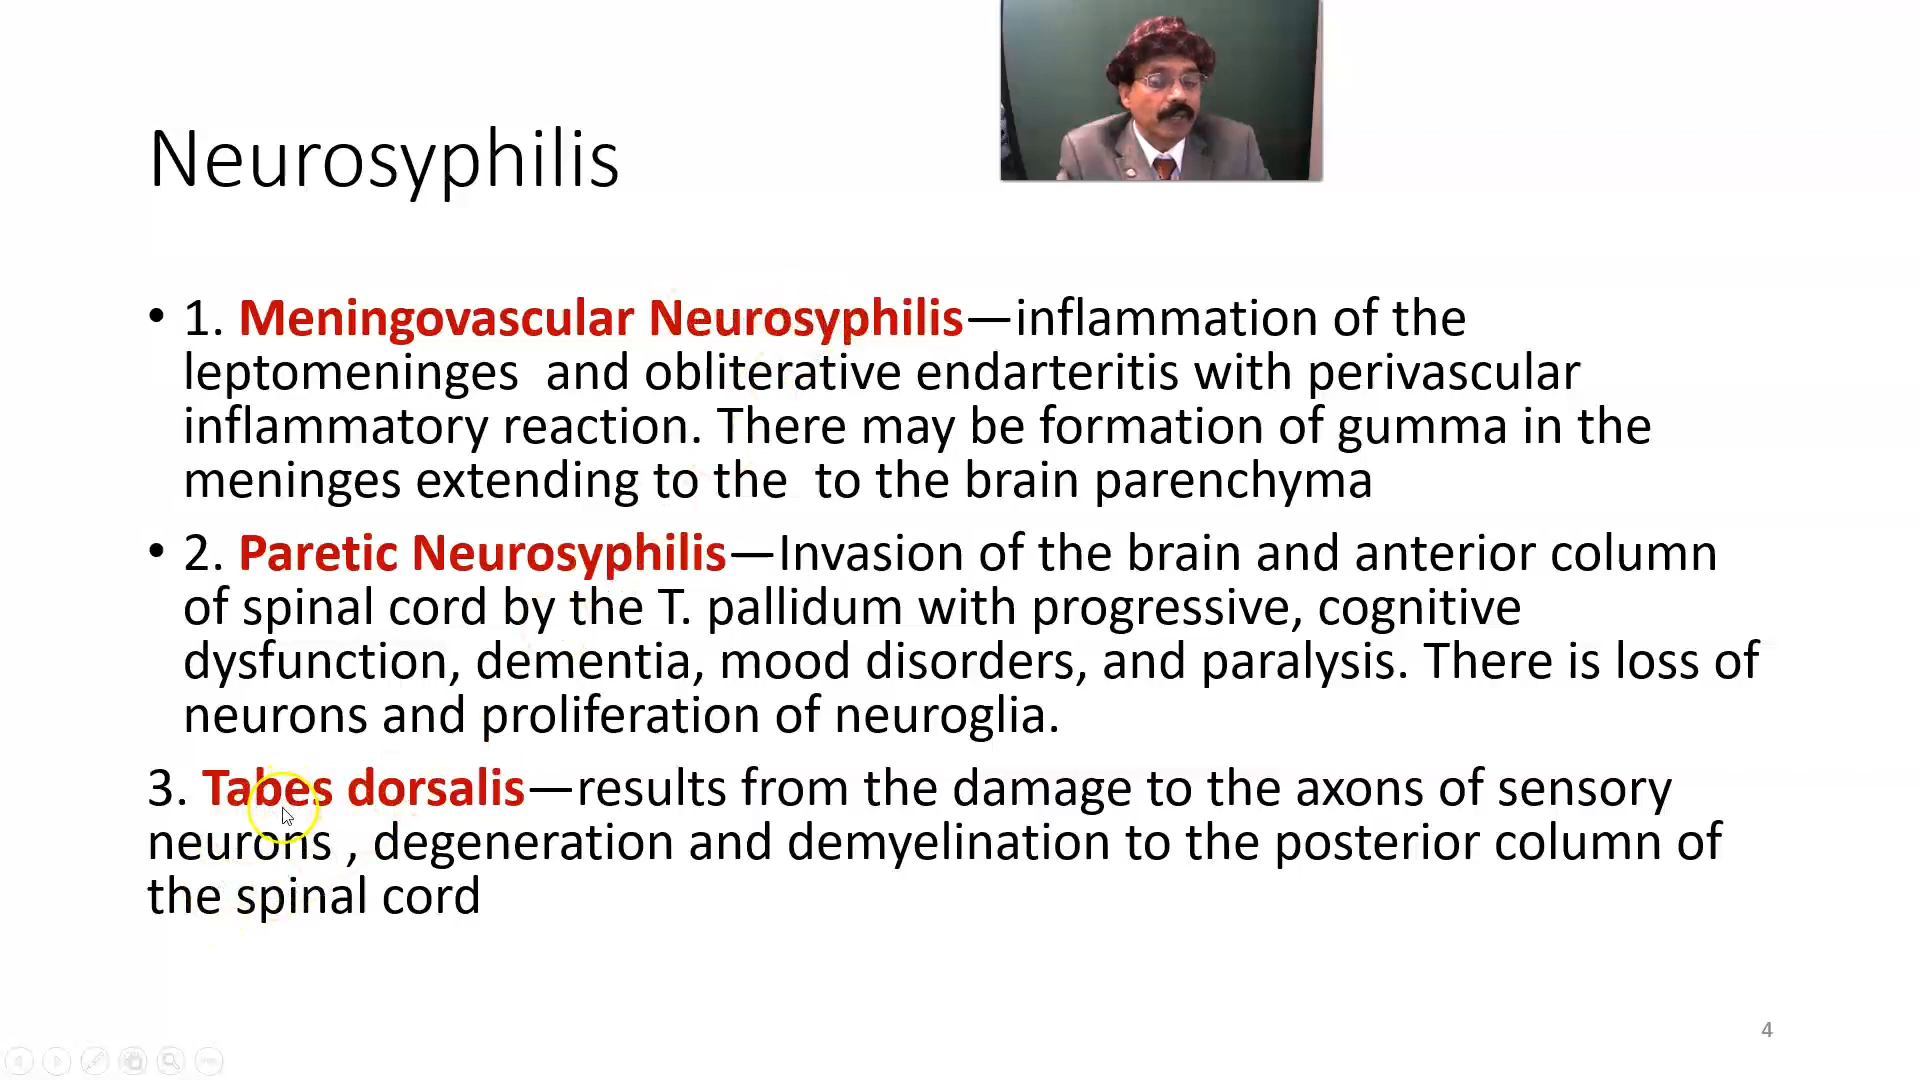 Neurosyphilis
• 1. Meningovascular Neurosyphilis—inflammation of the
leptomeninges and obliterative endarteritis with perivascular
inflammatory reaction. There may be formation of gumma in the
meninges extending to the to the brain parenchyma
• 2. Paretic Neurosyphilis—Invasion of the brain and anterior column
of spinal cord by the T. pallidum with progressive, cognitive
dysfunction, dementia, mood disorders, and paralysis. There is loss of
neurons and proliferation of neuroglia.
3. Tabes dorsalis—results from the damage to the axons of sensory
neurons , degeneration and demyelination to the posterior column of
the spinal cord
4